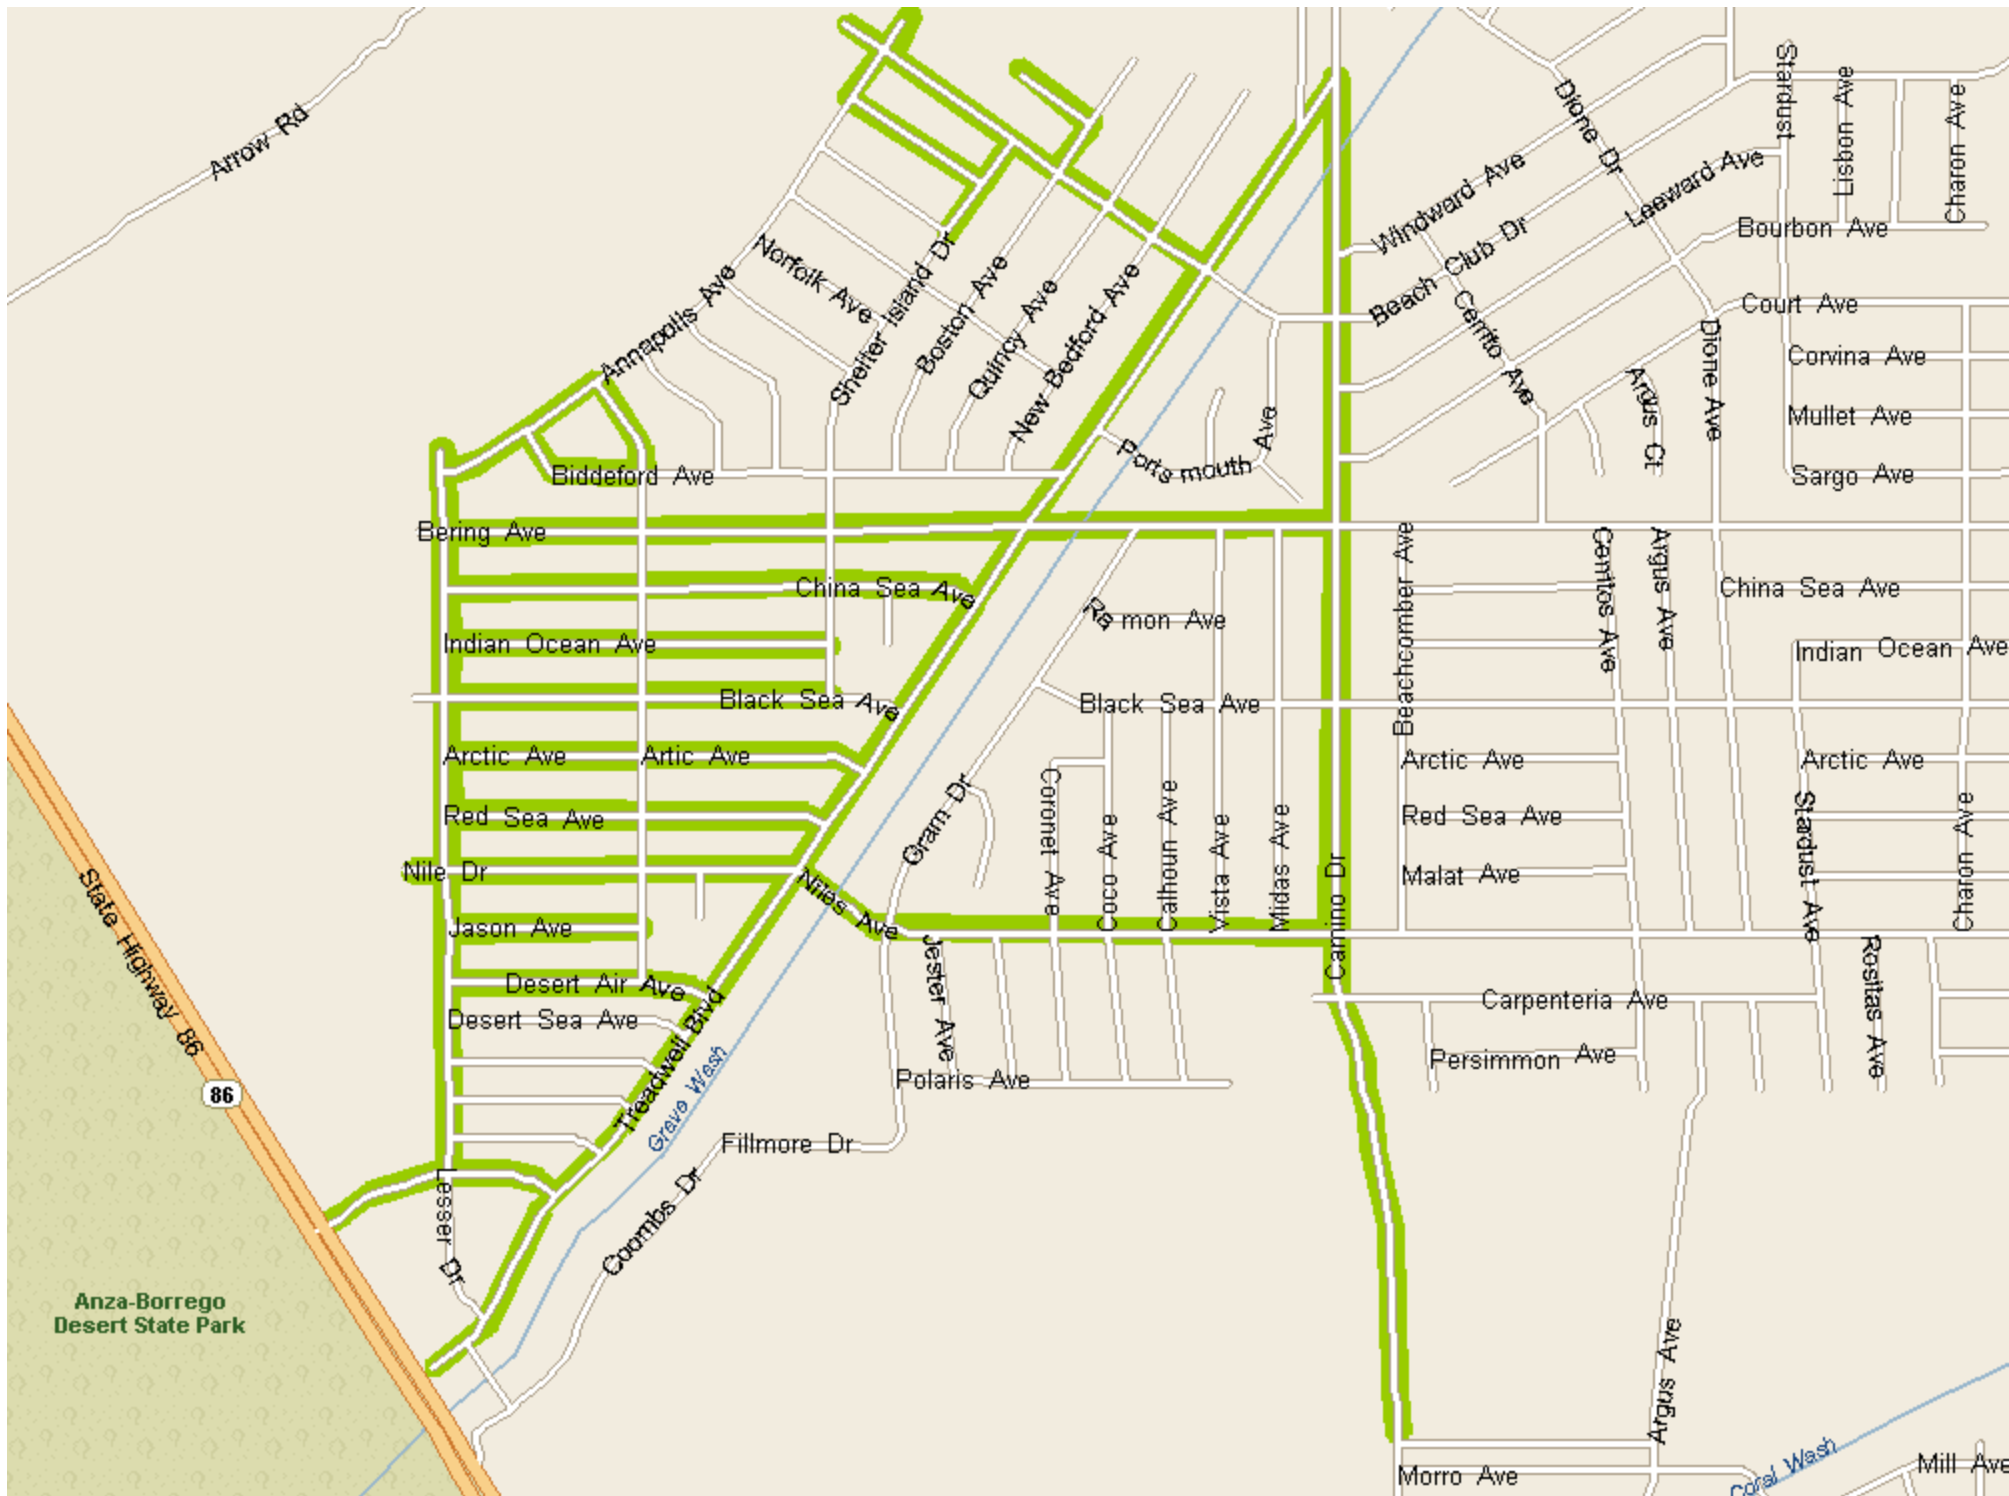 Stardust
Lisbon Ave
Charon Ave
Dione Dr
Arrow Rd
Windward Ave
Leeward Ave
Beach Club Dr
Bourbon Ave
Norfolk Ave
Shelter Island Dr
Annapolis Ave
Boston Ave
Quincy Ave
New Bedford Ave
Cerrito Ave
Court Ave
Dione Ave
Corvina Ave
Argus Ct
Mullet Ave
Ports mouth Ave
Biddeford Ave
Sargo Ave
Bering Ave
Beachcomber Ave
Cerritos Ave
Argus Ave
China Sea Ave
China Sea Ave
Ra mon Ave
Indian Ocean Ave
Indian Ocean Ave
Black Sea Ave
Black Sea Ave
Arctic Ave
Artic Ave
Arctic Ave
Arctic Ave
Gram Dr
Coronet Ave
Coco Ave
Calhoun Ave
Vista Ave
Midas Ave
Camino Dr
Red Sea Ave
Red Sea Ave
Stardust Ave
Charon Ave
Nile Dr
Niles Ave
Malat Ave
State Highway 86
Jason Ave
Jester Ave
Rositas Ave
Desert Air Ave
Carpenteria Ave
Desert Sea Ave
Treadwell Blvd
Grave Wash
Persimmon Ave
86
Polaris Ave
Fillmore Dr
Coombs Dr
Lesser Dr
Anza-Borrego
Desert State Park
Argus Ave
Morro Ave
Coral Wash
Mill Ave